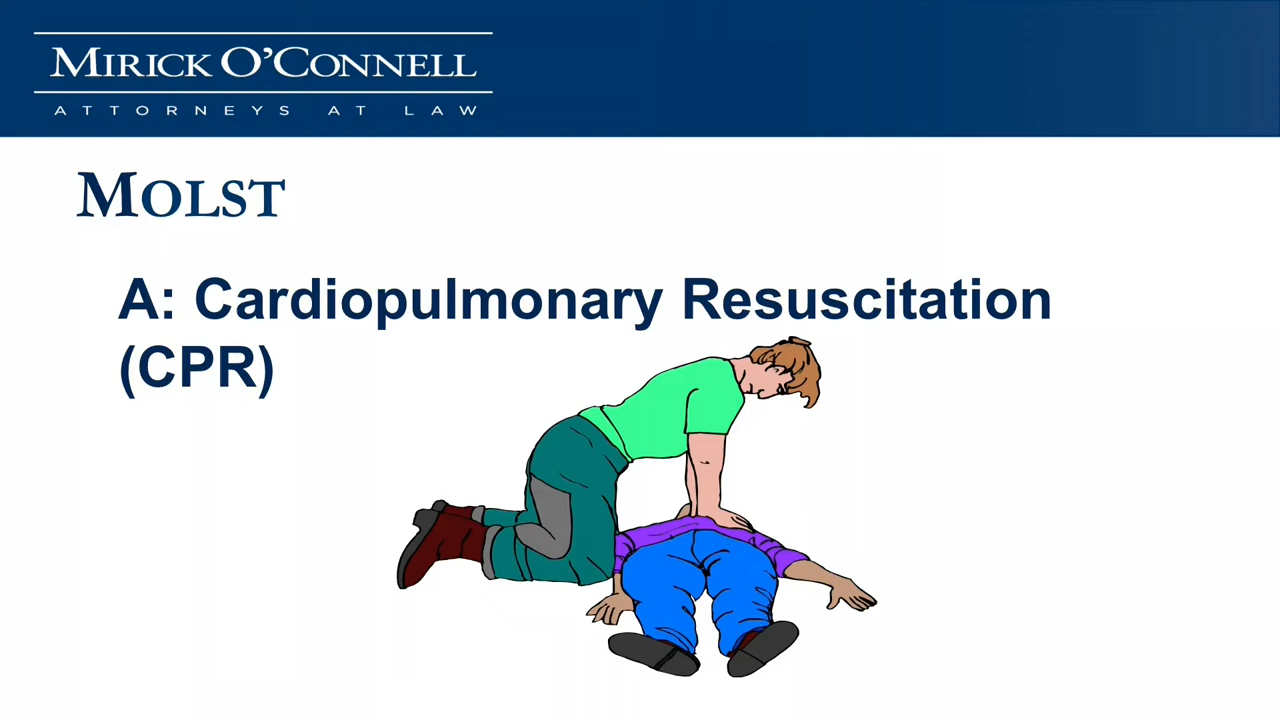 MIRICK O'CONNELL
ATTORNEYS AT LAW
MOLST
A: Cardiopulmonary Resuscitation
(CPR)